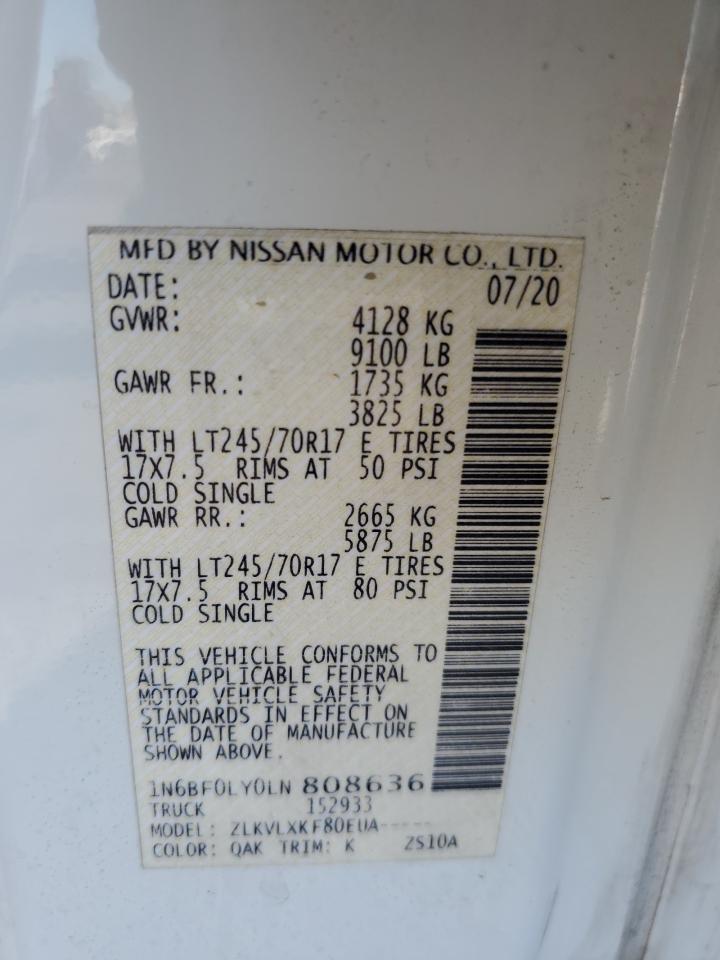 MFD BY NISSAN MOTOR CO., LTD.
DATE: 07/20
GVWR: 4128 KG
9100 LB
GAWR FR.: 1735 KG
3825 LB
WITH LT245/70R17 E TIRES
17X7.5 RIMS AT 50 PSI
COLD SINGLE
GAWR RR.: 2665 KG
5875 LB
WITH LT245/70R17 E TIRES
17X7.5 RIMS AT 80 PSI
COLD SINGLE
THIS VEHICLE CONFORMS TO
ALL APPLICABLE FEDERAL
MOTOR VEHICLE SAFETY
STANDARDS IN EFFECT ON
THE DATE OF MANUFACTURE
SHOWN ABOVE.
1N6BF0LY0LN 808636
TRUCK 152933
MODEL: ZLKVLXKF80EUA-----
COLOR: QAK TRIM: K ZS10A